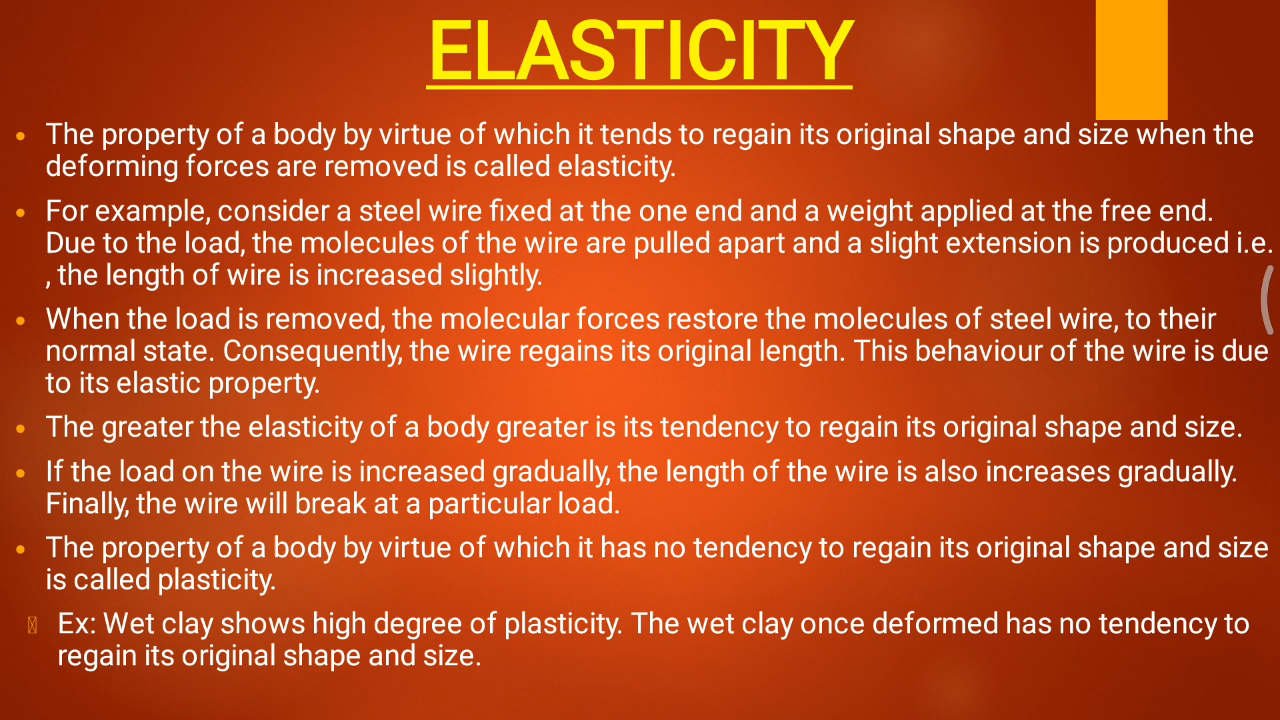 ELASTICITY
• The property of a body by virtue of which it tends to regain its original shape and size when the
deforming forces are removed is called elasticity.
• For example, consider a steel wire fixed at the one end and a weight applied at the free end.
Due to the load, the molecules of the wire are pulled apart and a slight extension is produced i.e.
, the length of wire is increased slightly.
• When the load is removed, the molecular forces restore the molecules of steel wire, to their
normal state. Consequently, the wire regains its original length. This behaviour of the wire is due
to its elastic property.
• The greater the elasticity of a body greater is its tendency to regain its original shape and size.
• If the load on the wire is increased gradually, the length of the wire is also increases gradually.
Finally, the wire will break at a particular load.
• The property of a body by virtue of which it has no tendency to regain its original shape and size
is called plasticity.
Ex: Wet clay shows high degree of plasticity. The wet clay once deformed has no tendency to
regain its original shape and size.